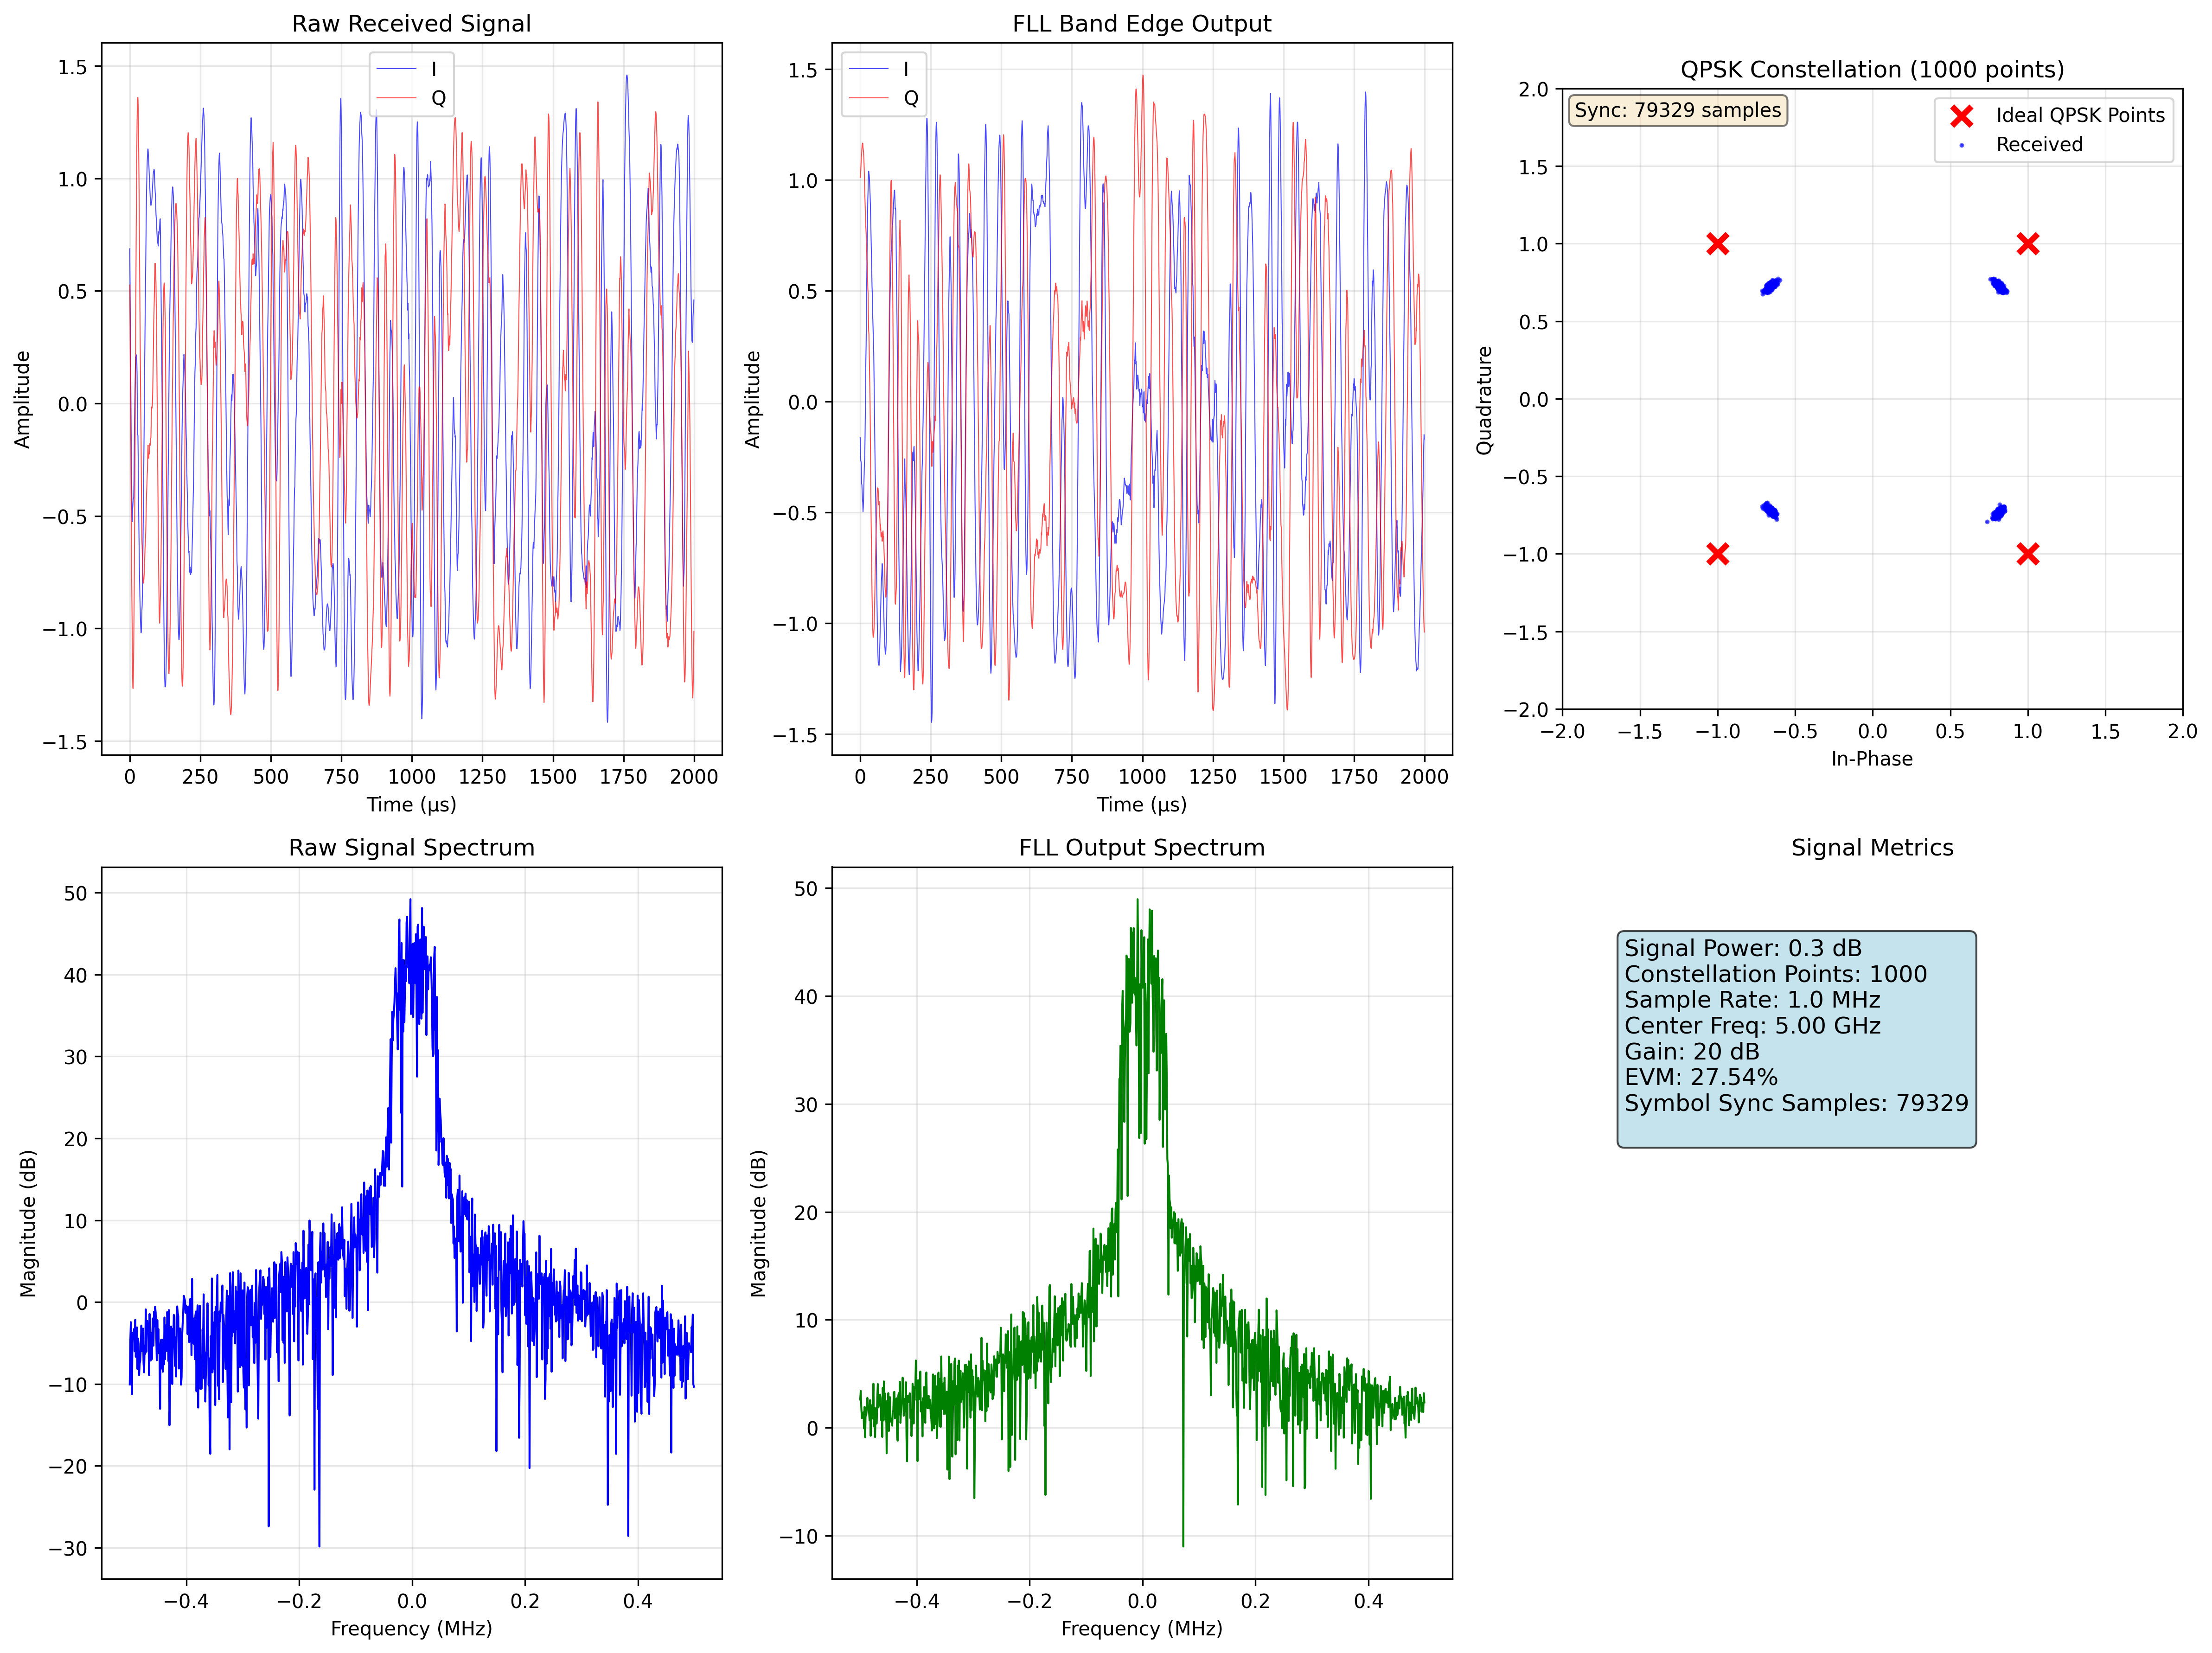 Raw Received Signal
I
Q
1.5
1.0
0.5
0.0
−0.5
−1.0
−1.5
Amplitude
0 250 500 750 1000 1250 1500 1750 2000
Time (μs)
FLL Band Edge Output
I
Q
1.5
1.0
0.5
0.0
−0.5
−1.0
−1.5
Amplitude
0 250 500 750 1000 1250 1500 1750 2000
Time (μs)
QPSK Constellation (1000 points)
Sync: 79329 samples
Ideal QPSK Points
Received
2.0
1.5
1.0
0.5
0.0
−0.5
−1.0
−1.5
−2.0
Quadrature
−2.0 −1.5 −1.0 −0.5 0.0 0.5 1.0 1.5 2.0
In-Phase
Raw Signal Spectrum
50
40
30
20
10
0
−10
−20
−30
Magnitude (dB)
−0.4 −0.2 0.0 0.2 0.4
Frequency (MHz)
FLL Output Spectrum
50
40
30
20
10
0
−10
Magnitude (dB)
−0.4 −0.2 0.0 0.2 0.4
Frequency (MHz)
Signal Metrics
Signal Power: 0.3 dB
Constellation Points: 1000
Sample Rate: 1.0 MHz
Center Freq: 5.00 GHz
Gain: 20 dB
EVM: 27.54%
Symbol Sync Samples: 79329